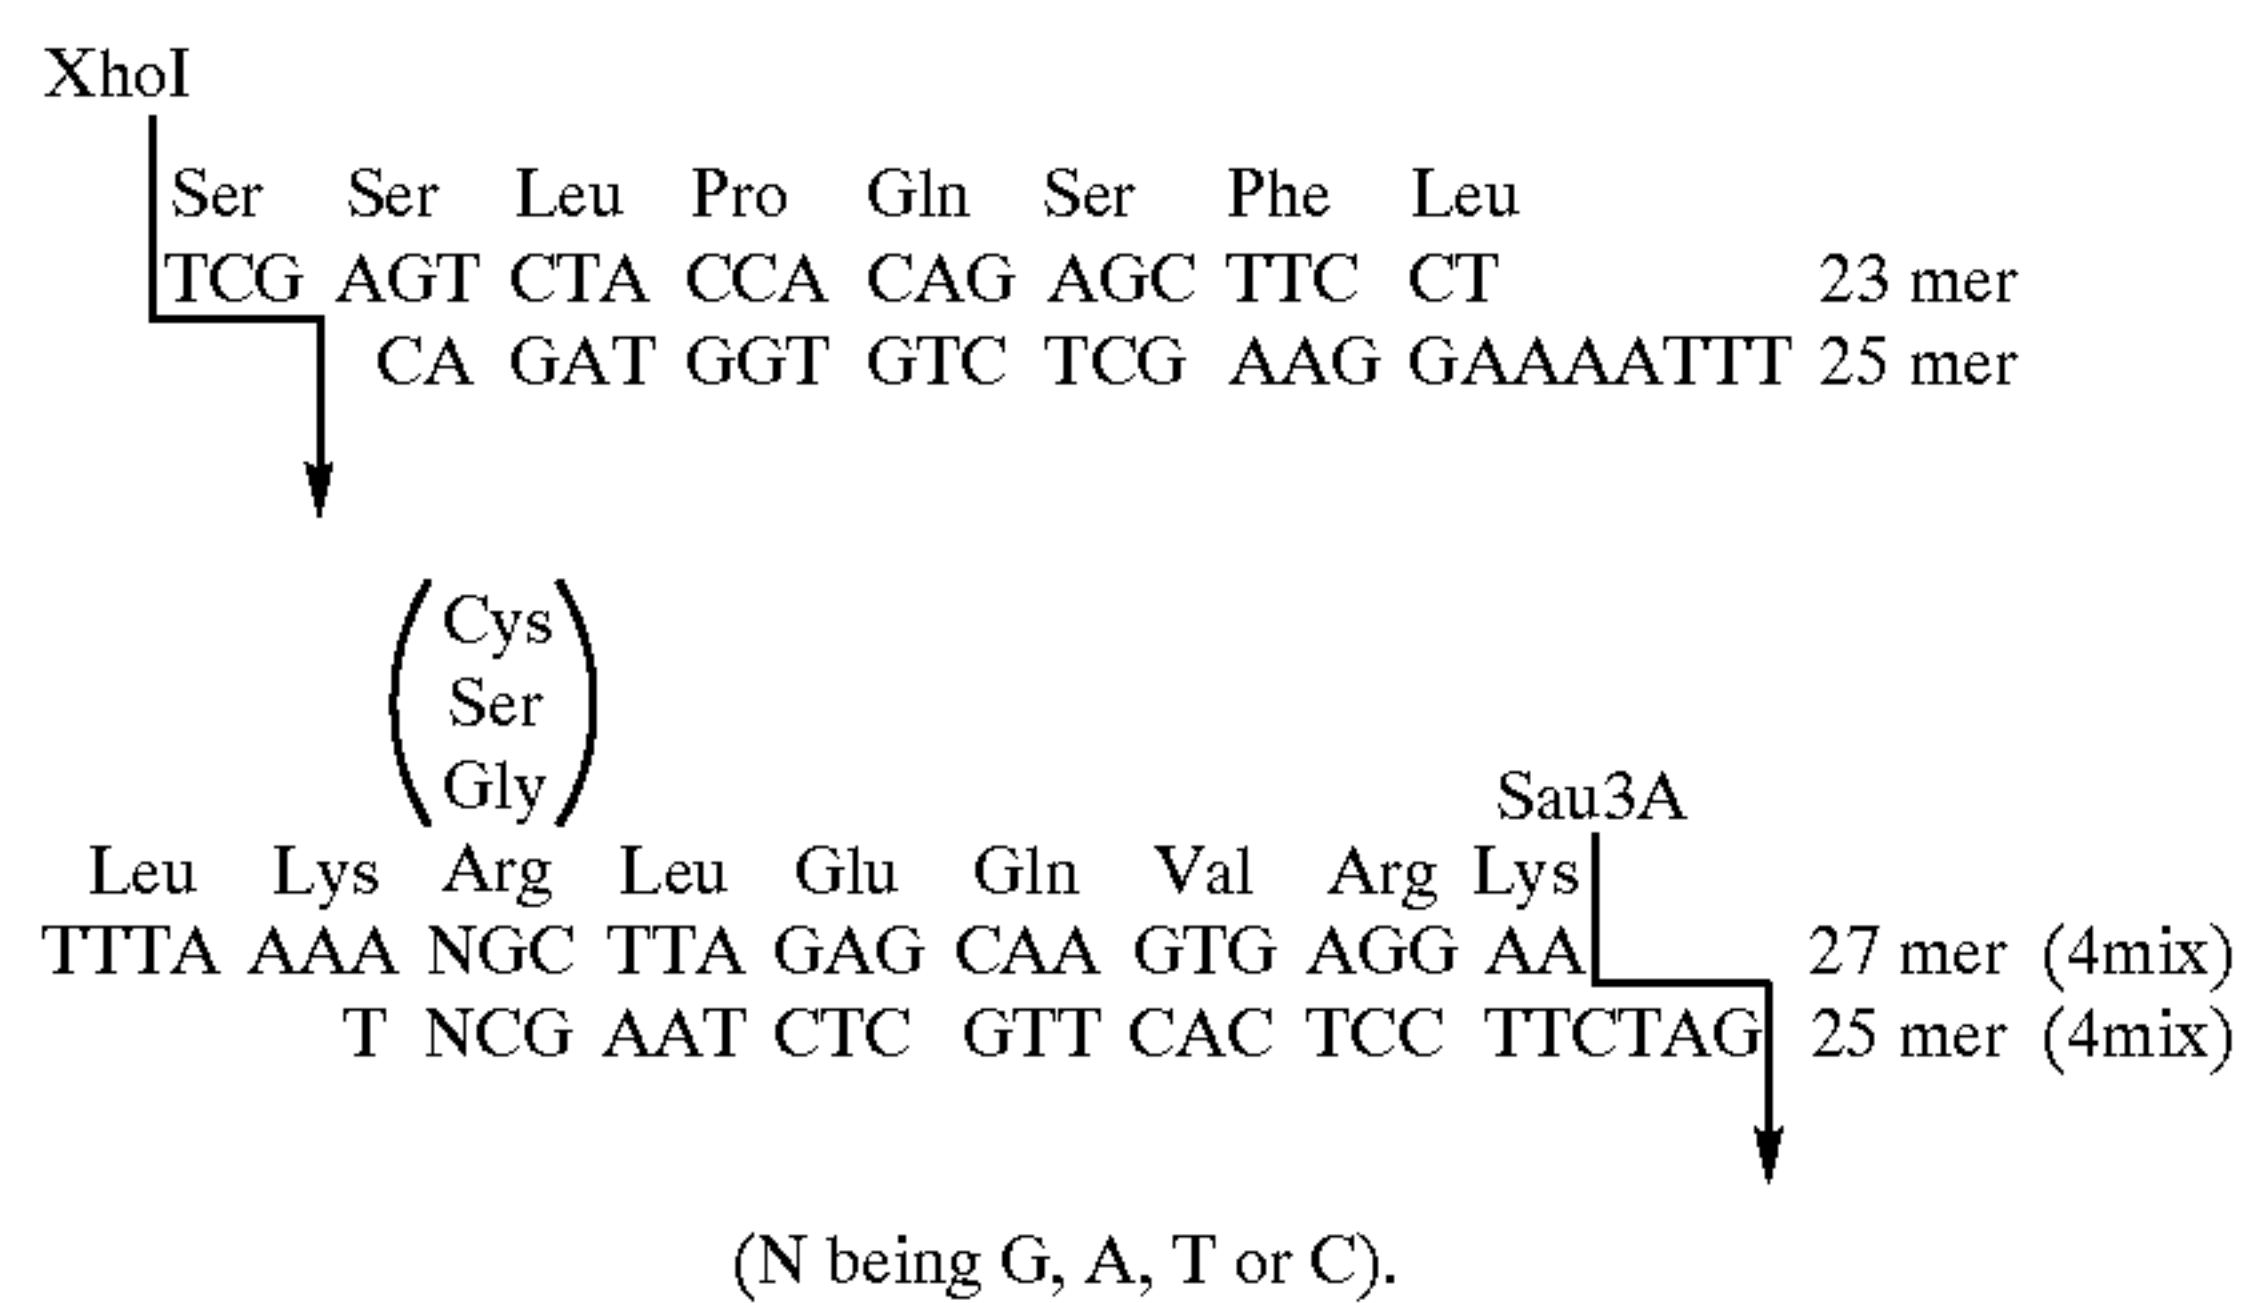 XhoI
Ser Ser Leu Pro Gln Ser Phe Leu
TCG AGT CTA CCA CAG AGC TTC CT 23 mer
CA GAT GGT GTC TCG AAG GAAAATTT 25 mer
Cys
Ser
Gly
Sau3A
Leu Lys Arg Leu Glu Gln Val Arg Lys
TTTA AAA NGC TTA GAG CAA GTG AGG AA 27 mer (4mix)
T NCG AAT CTC GTT CAC TCC TTCTAG 25 mer (4mix)
(N being G, A, T or C).